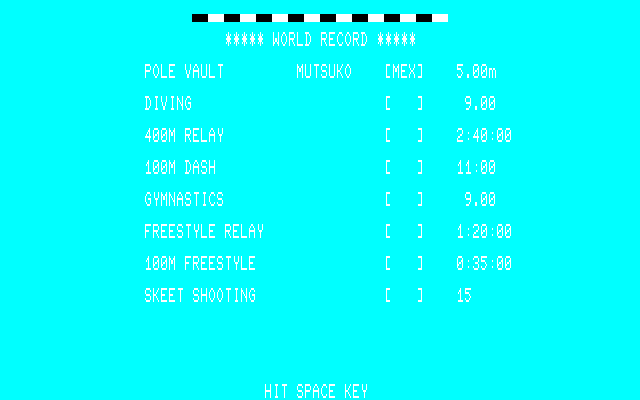 ***** WORLD RECORD *****
POLE VAULT MUTSUKO [MEX] 5.00m
DIVING [ ] 9.00
400M RELAY [ ] 2:40:00
100M DASH [ ] 11:00
GYMNASTICS [ ] 9.00
FREESTYLE RELAY [ ] 1:20:00
100M FREESTYLE [ ] 0:35:00
SKEET SHOOTING [ ] 15
HIT SPACE KEY